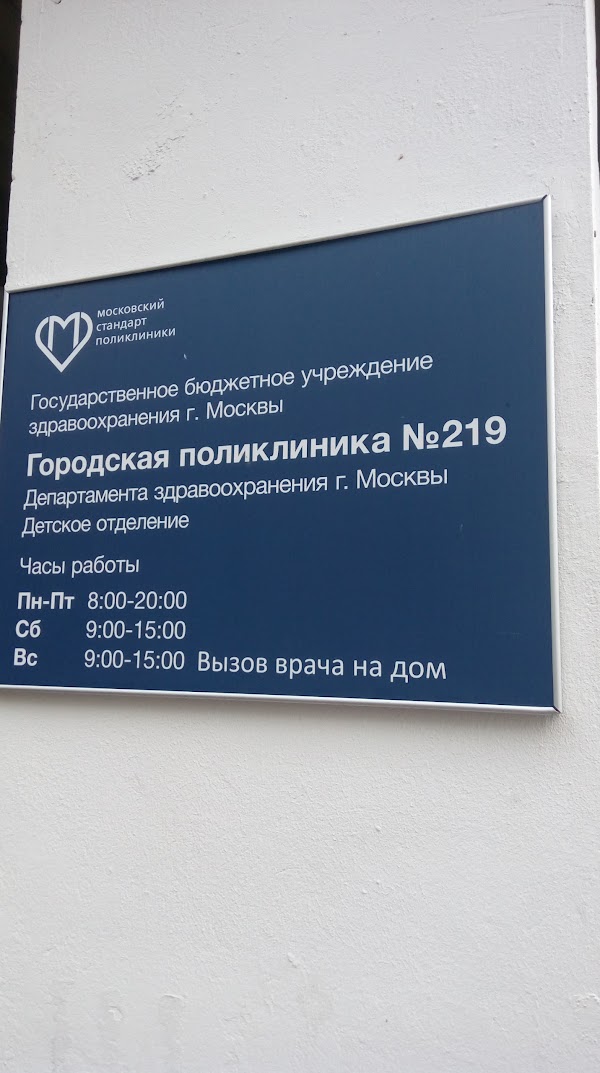 московский
стандарт
поликлиники
Государственное бюджетное учреждение
здравоохранения г. Москвы
Городская поликлиника №219
Департамента здравоохранения г. Москвы
Детское отделение
Часы работы
Пн-Пт 8:00-20:00
Сб 9:00-15:00
Вс 9:00-15:00 Вызов врача на дом